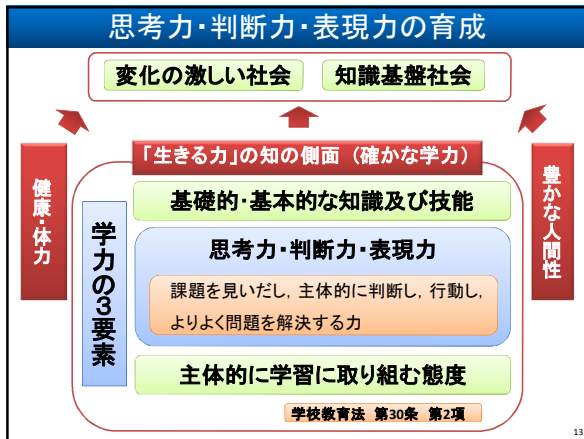 思考力・判断力・表現力の育成
変化の激しい社会
知識基盤社会
「生きる力」の知の側面（確かな学力）
健康・体力
豊かな人間性
学力の３要素
基礎的・基本的な知識及び技能
思考力・判断力・表現力
課題を見いだし，主体的に判断し，行動し，
よりよく問題を解決する力
主体的に学習に取り組む態度
学校教育法 第30条 第2項
13